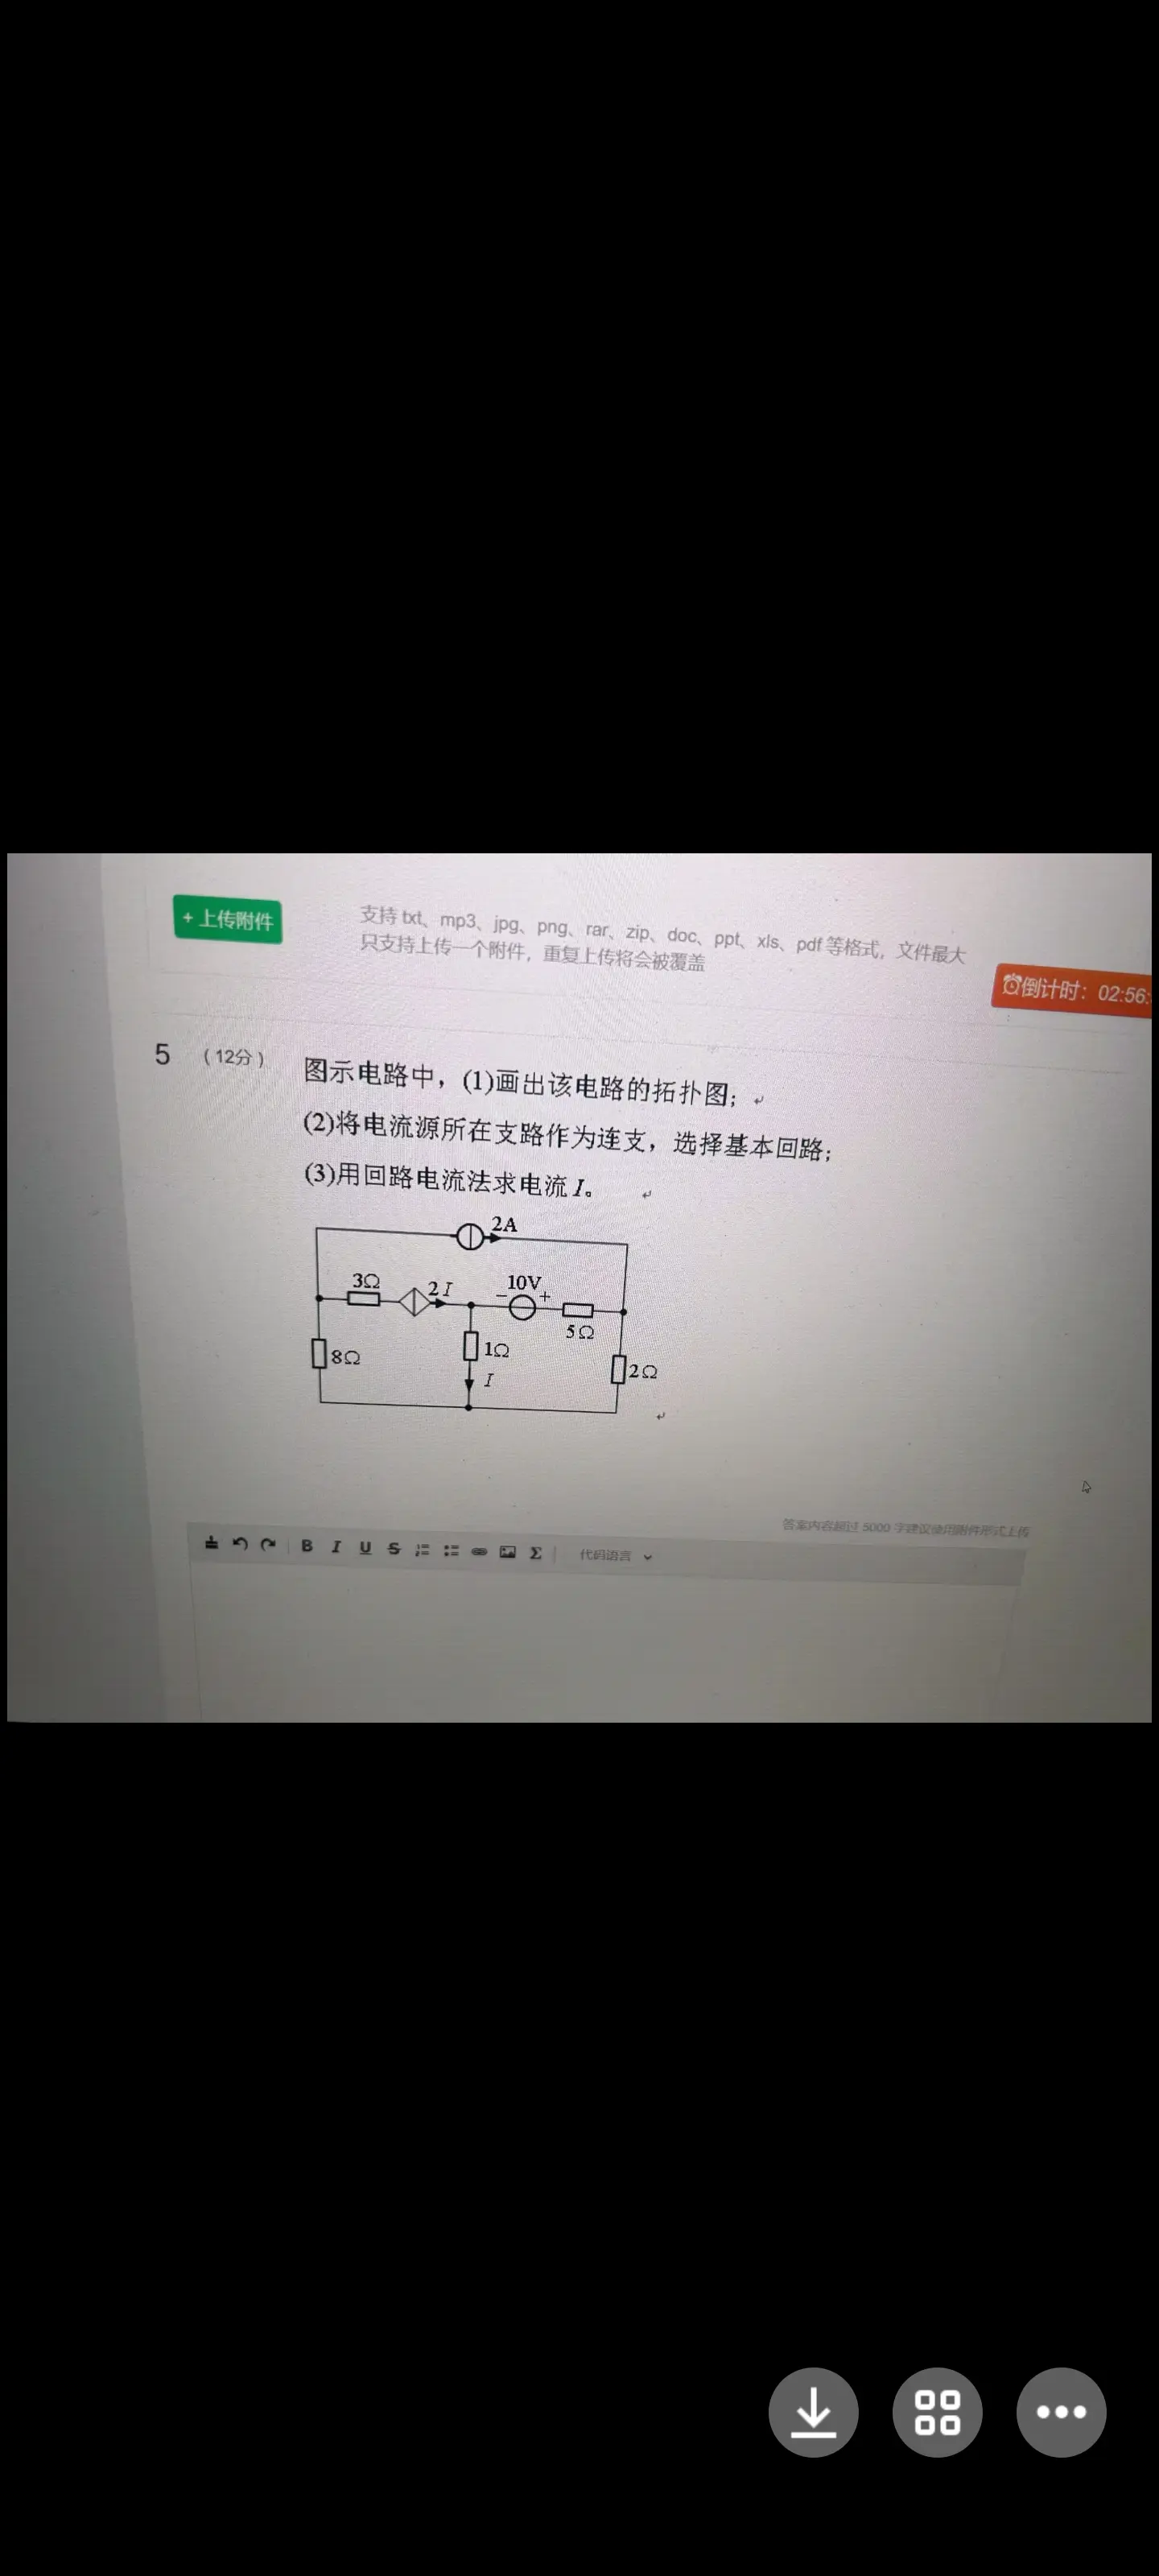 + 上传附件
支持 txt、mp3、jpg、png、rar、zip、doc、ppt、xls、pdf 等格式，文件最大
只支持上传一个附件，重复上传将会被覆盖
倒计时：02:56:
5 （12分） 图示电路中，(1)画出该电路的拓扑图；
(2)将电流源所在支路作为连支，选择基本回路；
(3)用回路电流法求电流 I。
2A
3Ω
2I
10V
- +
5Ω
8Ω
1Ω
I
2Ω
答案内容超过 5000 字建议使用附件形式上传
B I U S Σ 代码语言